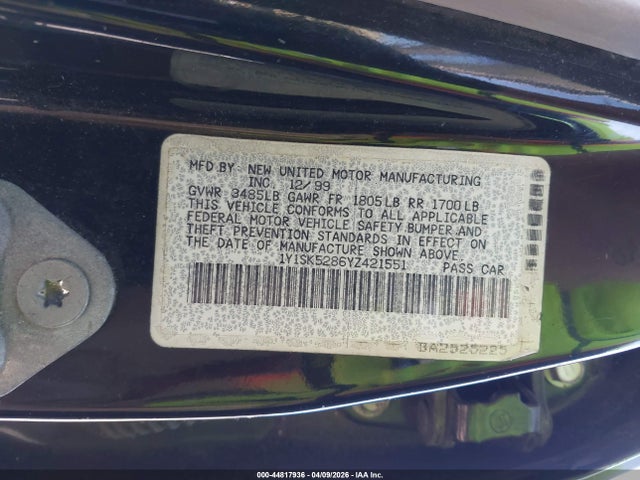 MFD BY NEW UNITED MOTOR MANUFACTURING
INC 12/99
GVWR 3485LB GAWR FR 1805LB RR 1700LB
THIS VEHICLE CONFORMS TO ALL APPLICABLE
FEDERAL MOTOR VEHICLE SAFETY BUMPER, AND
THEFT PREVENTION STANDARDS IN EFFECT ON
THE DATE OF MANUFACTURE SHOWN ABOVE.
1Y1SK5286YZ421551 PASS CAR
BA2525225
000-44817936 - 04/09/2026 - IAA Inc.